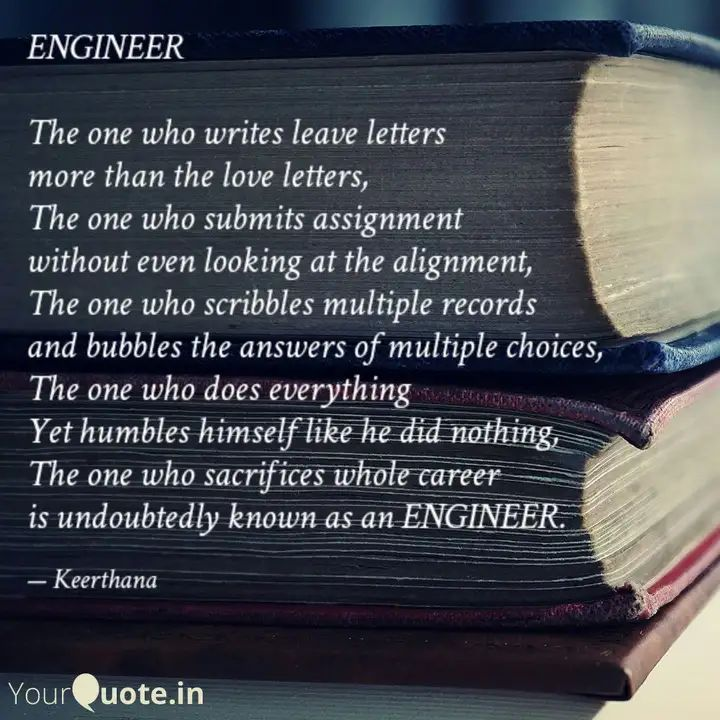 ENGINEER
The one who writes leave letters
more than the love letters,
The one who submits assignment
without even looking at the alignment,
The one who scribbles multiple records
and bubbles the answers of multiple choices,
The one who does everything
Yet humbles himself like he did nothing,
The one who sacrifices whole career
is undoubtedly known as an ENGINEER.
— Keerthana
YourQuote.in